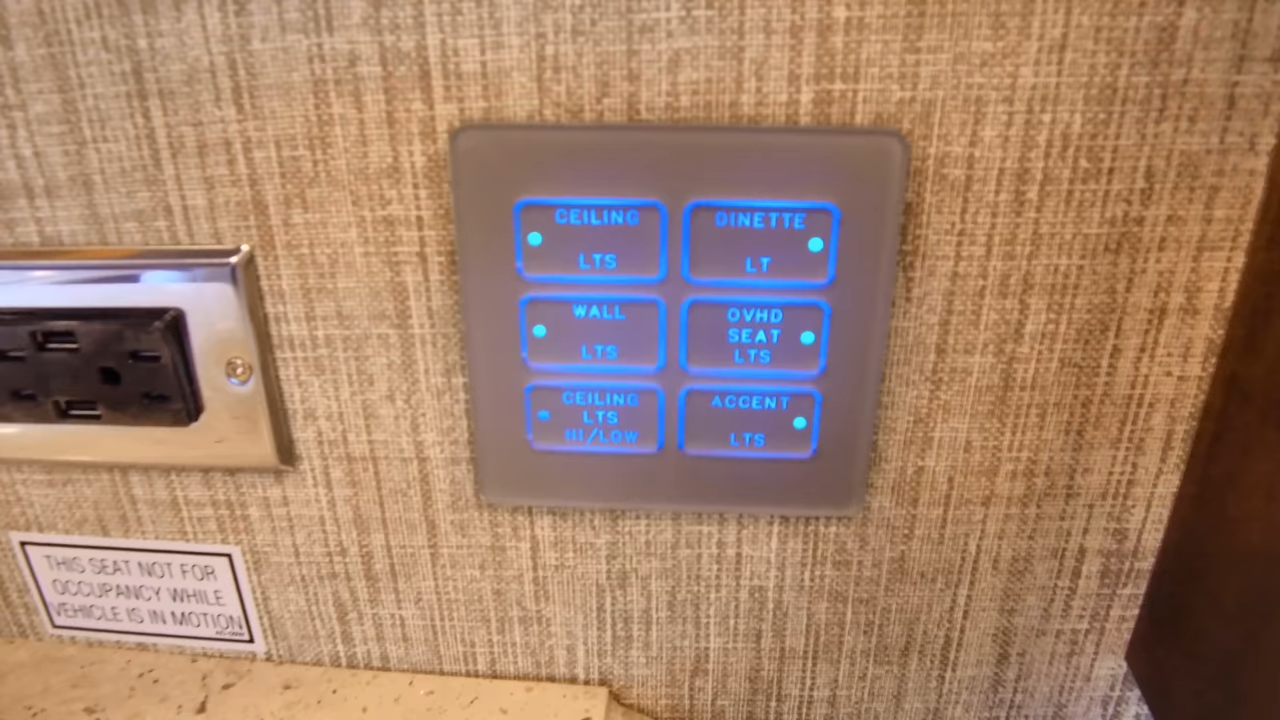 CEILING
LTS
DINETTE
LT
WALL
LTS
OVHD
SEAT
LTS
CEILING
LTS
HI/LOW
ACCENT
LTS
THIS SEAT NOT FOR
OCCUPANCY WHILE
VEHICLE IS IN MOTION